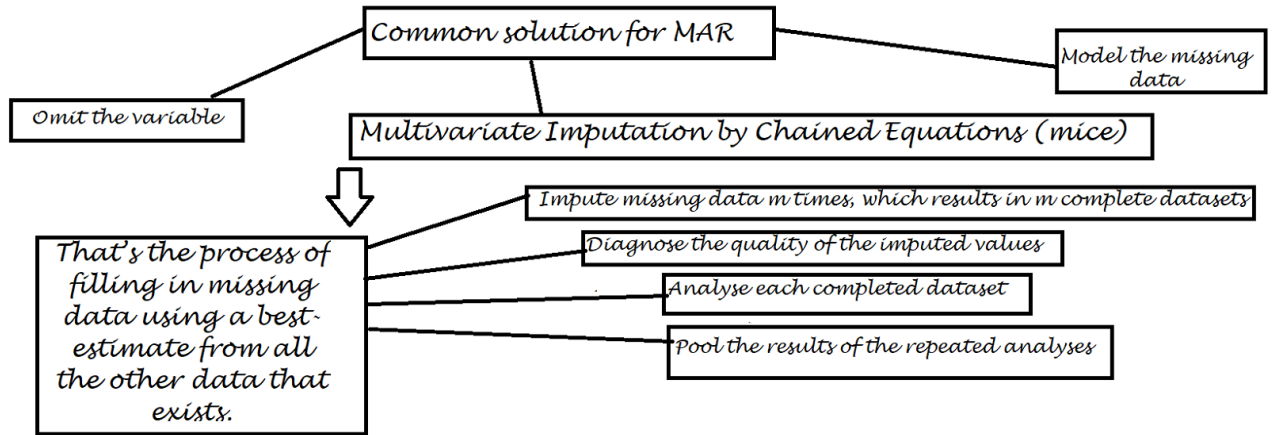 Common solution for MAR
Model the missing
data
Omit the variable
Multivariate Imputation by Chained Equations (mice)
Impute missing data m times, which results in m complete datasets
Diagnose the quality of the imputed values
Analyse each completed dataset
Pool the results of the repeated analyses
That's the process of
filling in missing
data using a best-
estimate from all
the other data that
exists.